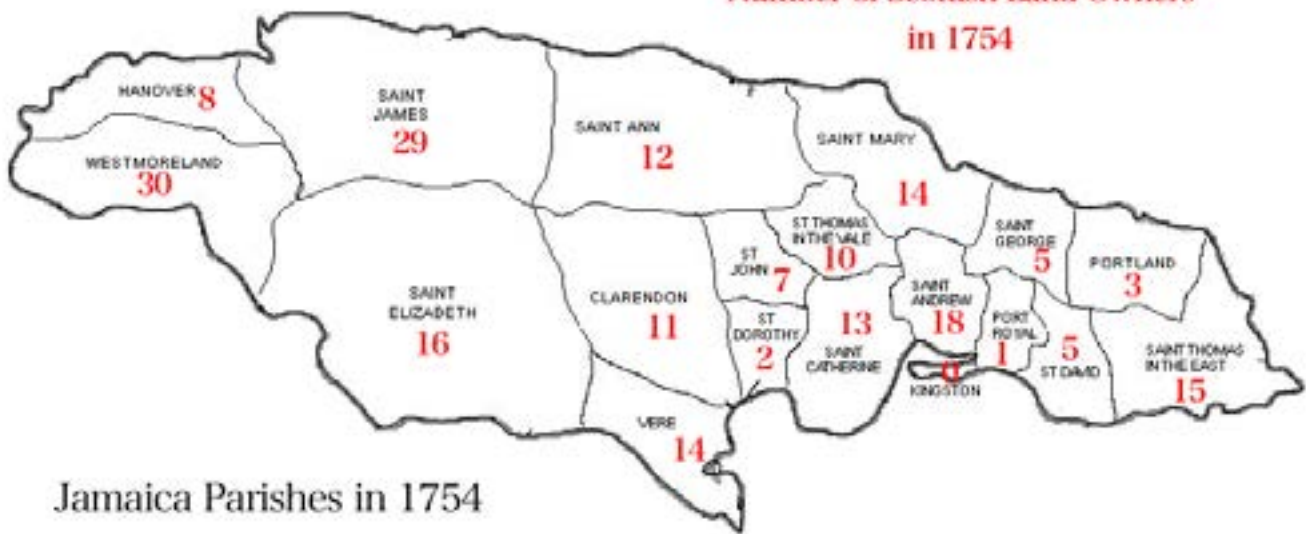 in 1754
HANOVER 8
SAINT
JAMES
29
SAINT ANN
12
SAINT MARY
14
WESTMORELAND
30
ST THOMAS
IN THE VALE
10
SAINT
GEORGE
5
PORTLAND
3
ST
JOHN 7
SAINT
ELIZABETH
16
CLARENDON
11
SAINT
ANDREW
18
ST
DOROTHY
2
13
SAINT
CATHERINE
PORT
ROYAL
1
5
ST DAVID
SAINT THOMAS
IN THE EAST
15
KINGSTON
VERE
14
Jamaica Parishes in 1754